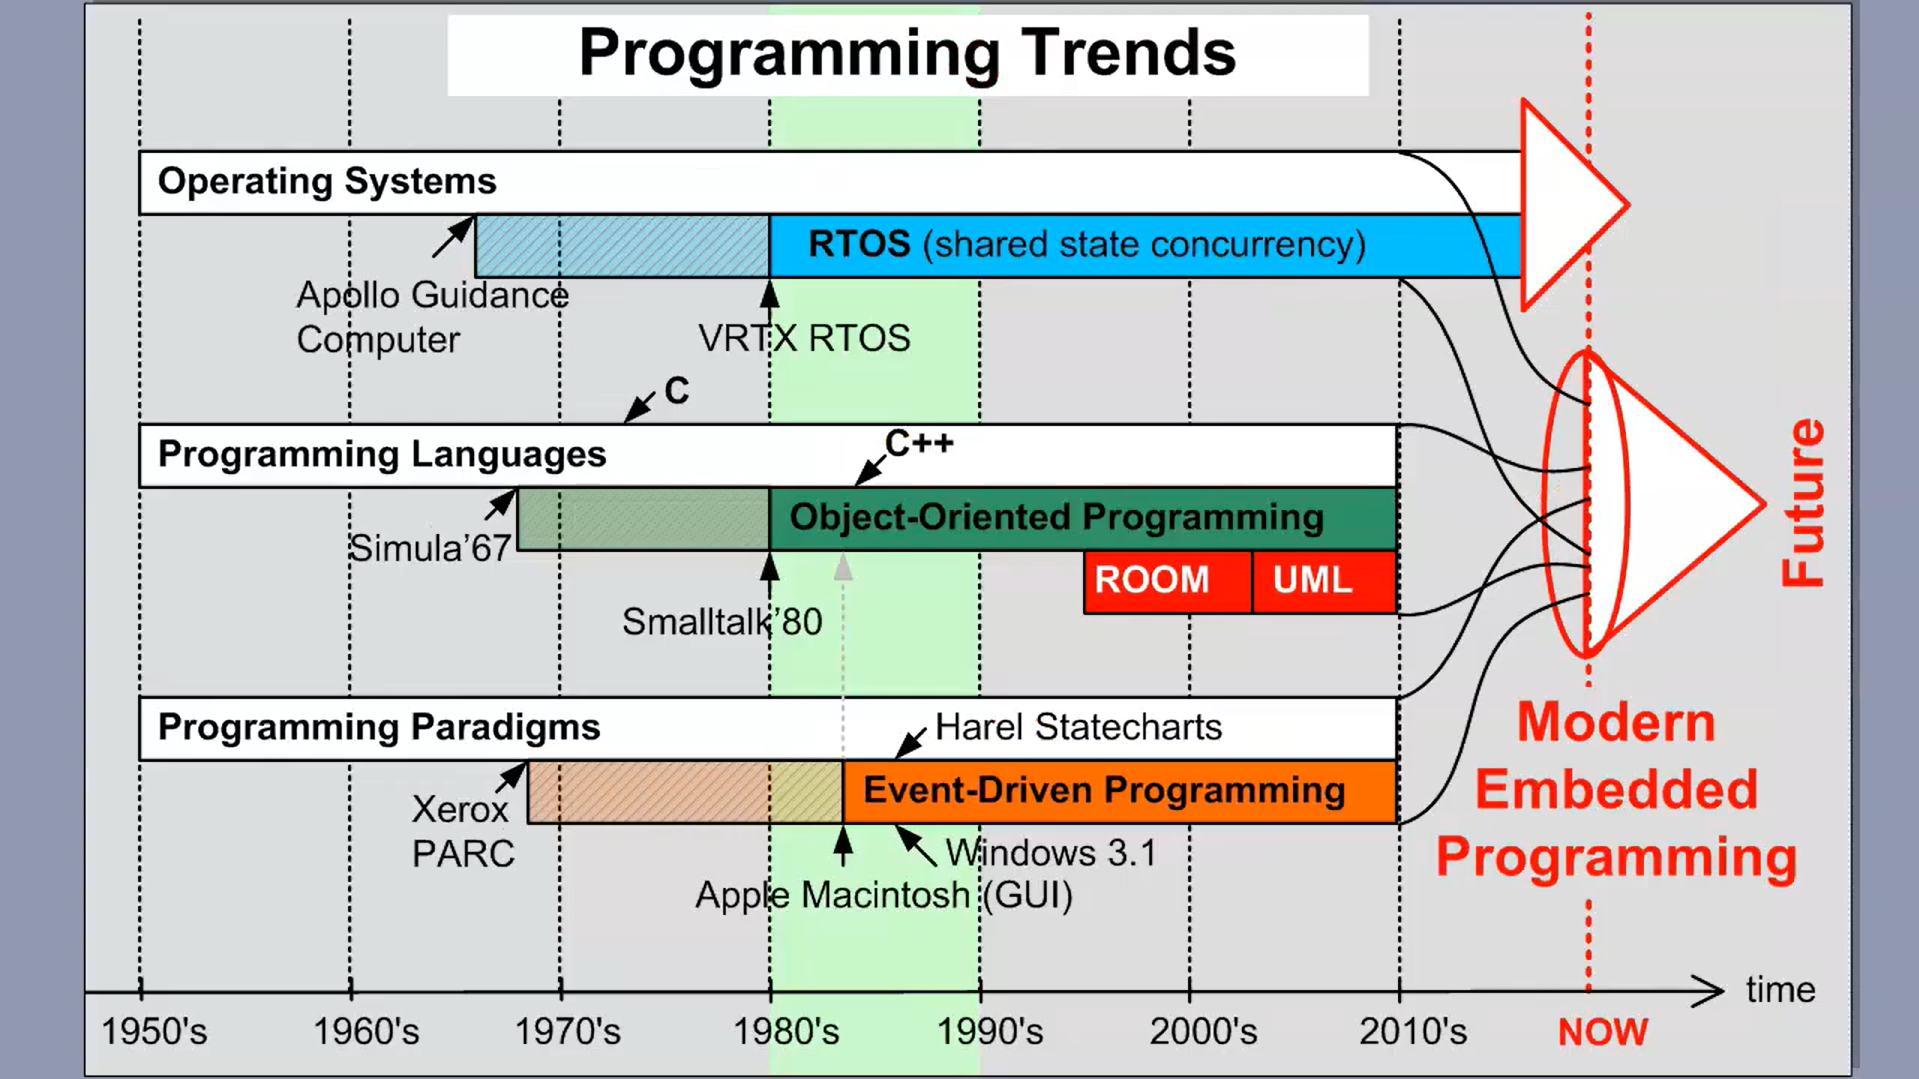 Programming Trends
Operating Systems
RTOS (shared state concurrency)
Apollo Guidance
Computer
VRTX RTOS
C
Programming Languages
C++
Object-Oriented Programming
Simula’67
ROOM
UML
Smalltalk’80
Future
Programming Paradigms
Harel Statecharts
Event-Driven Programming
Xerox
PARC
Windows 3.1
Apple Macintosh (GUI)
Modern
Embedded
Programming
time
1950's
1960's
1970's
1980's
1990's
2000's
2010's
NOW